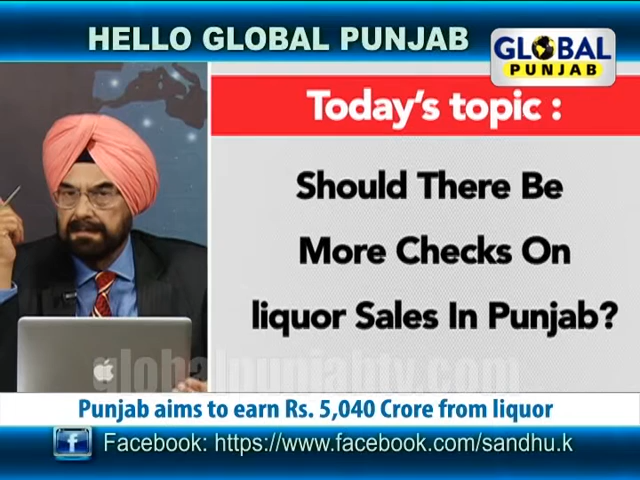 HELLO GLOBAL PUNJAB
GLOBAL
PUNJAB
Today's topic :
Should There Be
More Checks On
liquor Sales In Punjab?
globalpunjabtv.com
Punjab aims to earn Rs. 5,040 Crore from liquor
Facebook: https://www.facebook.com/sandhu.k